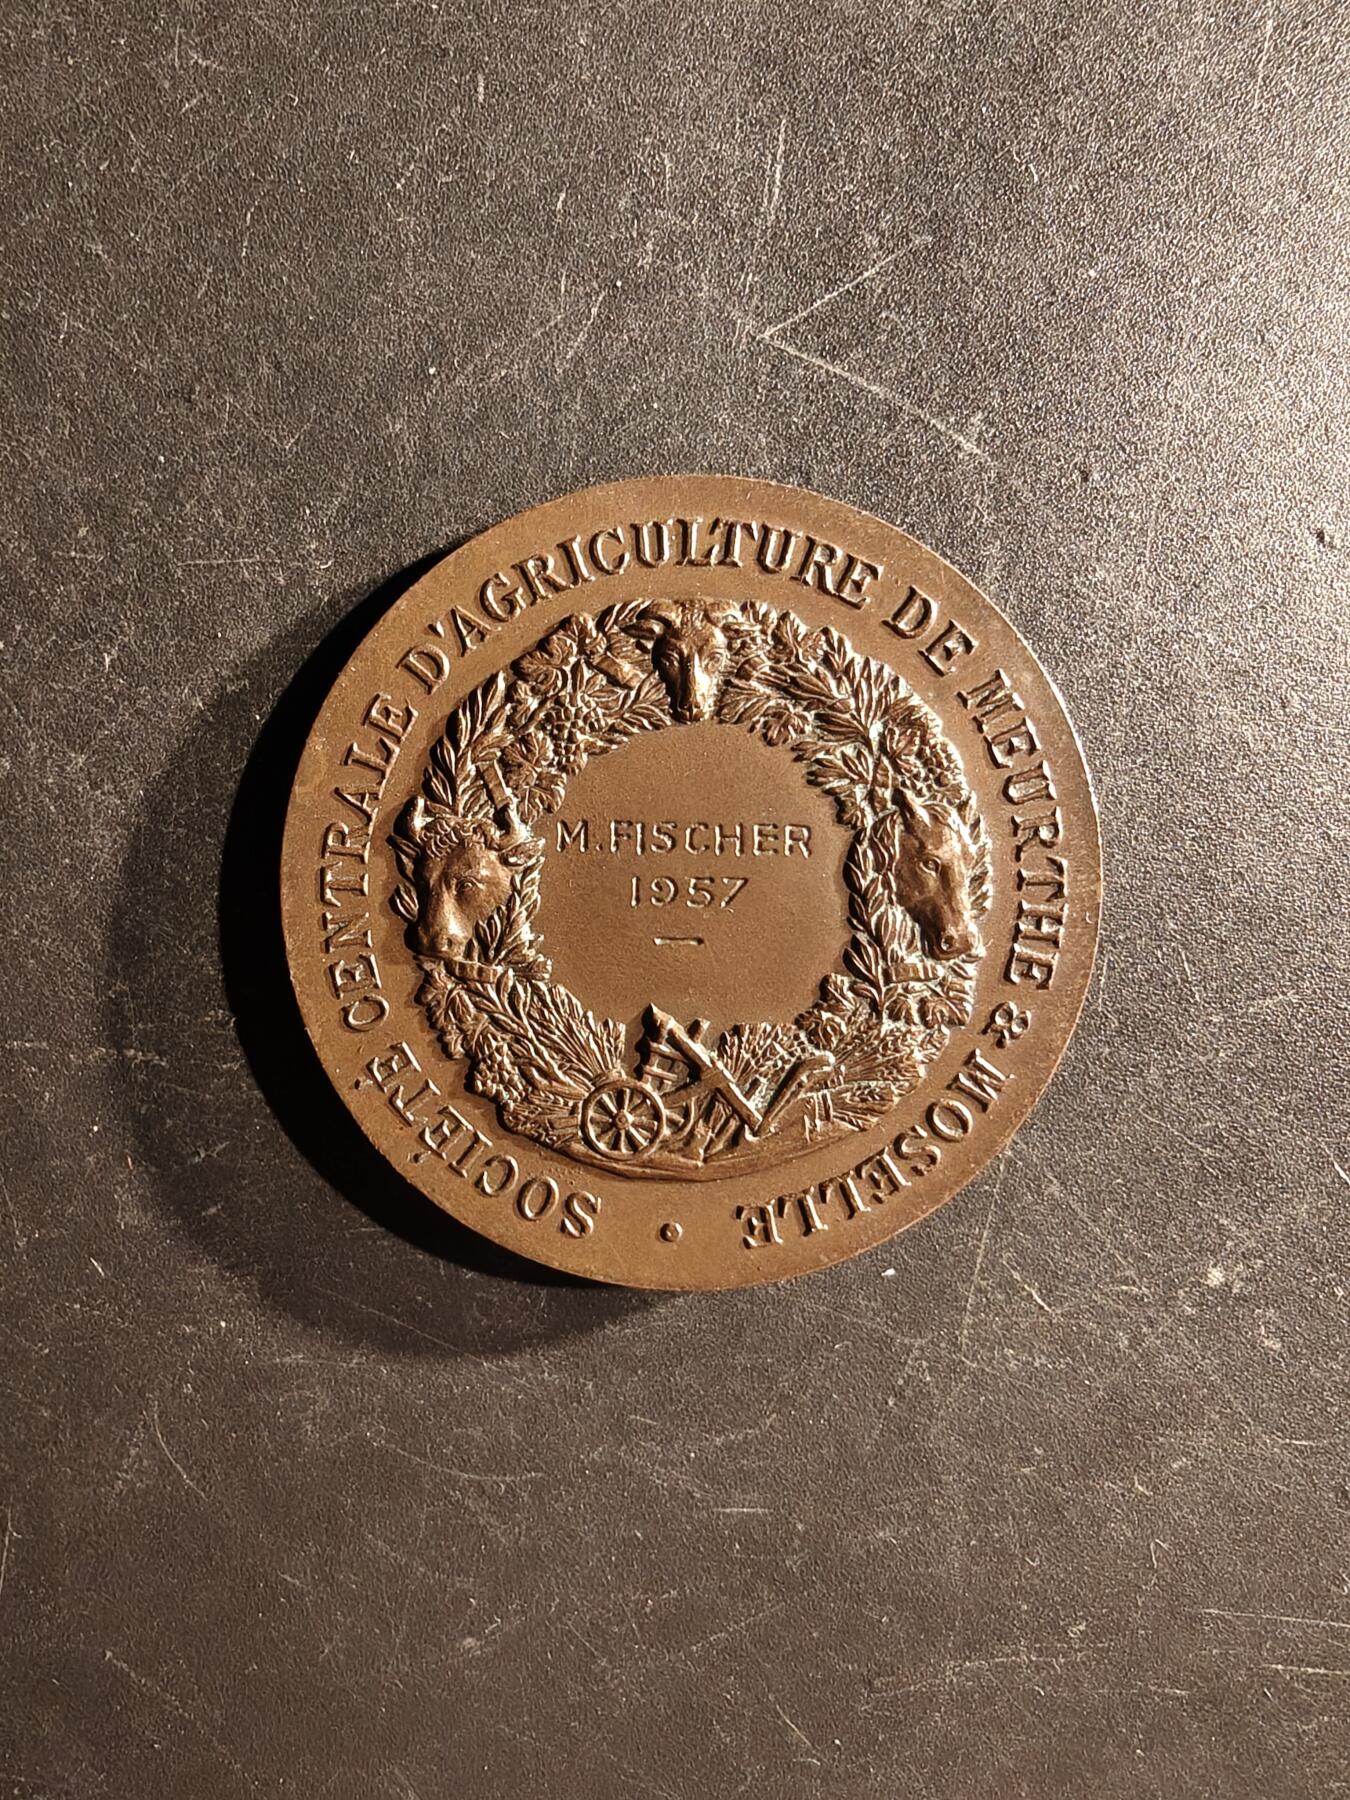 SOCIÉTÉ CENTRALE D'AGRICULTURE DE MEURTHE & MOSELLE
M. FISCHER
1957